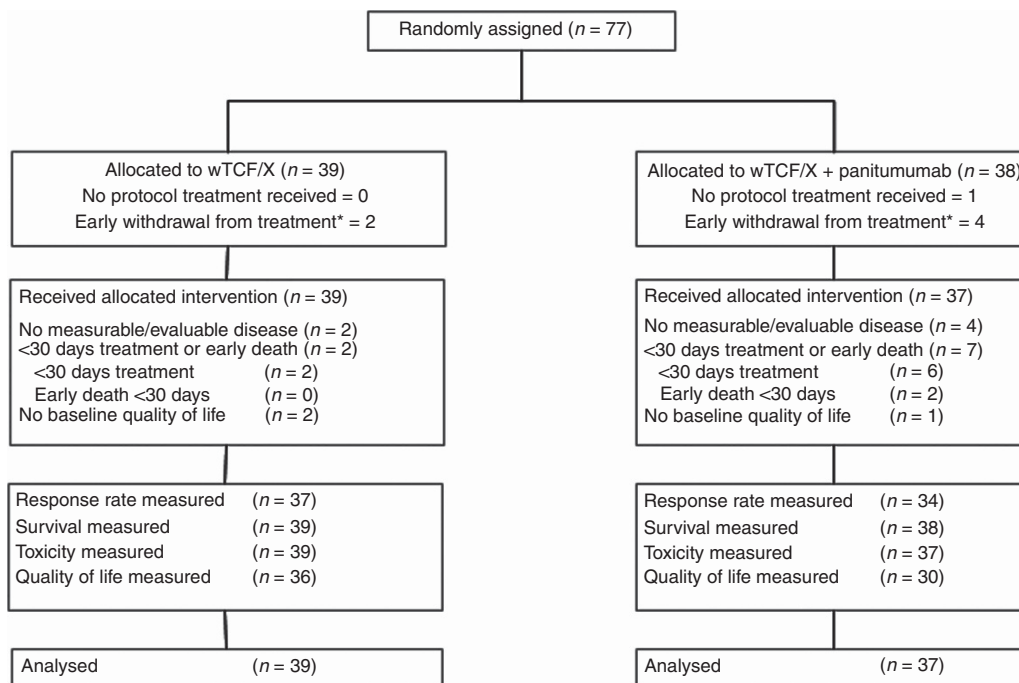 Randomly assigned (n = 77)
Allocated to wTCF/X (n = 39)
No protocol treatment received = 0
Early withdrawal from treatment* = 2
Allocated to wTCF/X + panitumumab (n = 38)
No protocol treatment received = 1
Early withdrawal from treatment* = 4
Received allocated intervention (n = 39)
No measurable/evaluable disease (n = 2)
<30 days treatment or early death (n = 2)
<30 days treatment (n = 2)
Early death <30 days (n = 0)
No baseline quality of life (n = 2)
Received allocated intervention (n = 37)
No measurable/evaluable disease (n = 4)
<30 days treatment or early death (n = 7)
<30 days treatment (n = 6)
Early death <30 days (n = 2)
No baseline quality of life (n = 1)
Response rate measured (n = 37)
Survival measured (n = 39)
Toxicity measured (n = 39)
Quality of life measured (n = 36)
Response rate measured (n = 34)
Survival measured (n = 38)
Toxicity measured (n = 37)
Quality of life measured (n = 30)
Analysed (n = 39)
Analysed (n = 37)